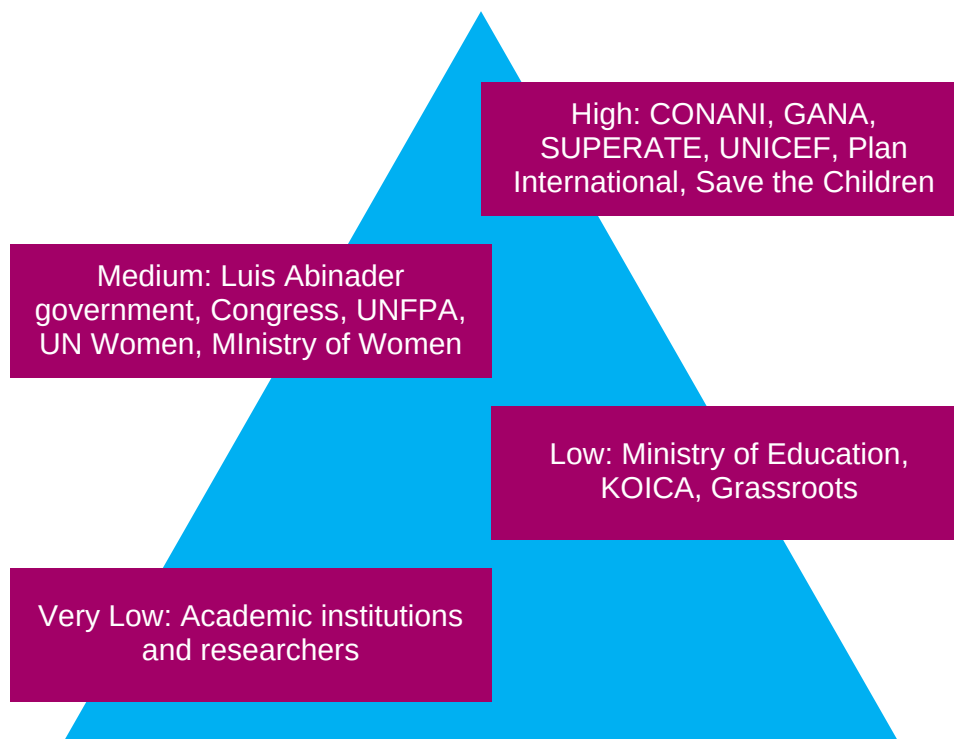 High: CONANI, GANA,
SUPERATE, UNICEF, Plan
International, Save the Children
Medium: Luis Abinader
government, Congress, UNFPA,
UN Women, MInistry of Women
Low: Ministry of Education,
KOICA, Grassroots
Very Low: Academic institutions
and researchers